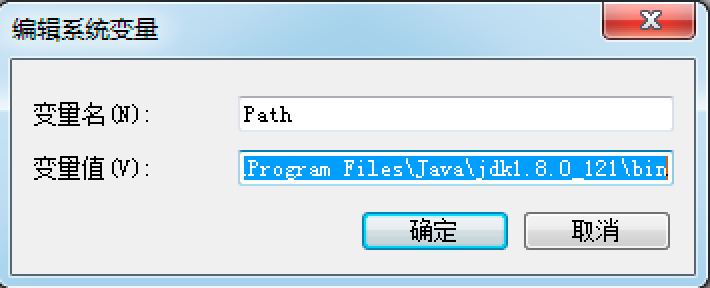 编辑系统变量
变量名(N): Path
变量值(V): Program Files\Java\jdk1.8.0_121\bin
确定 取消